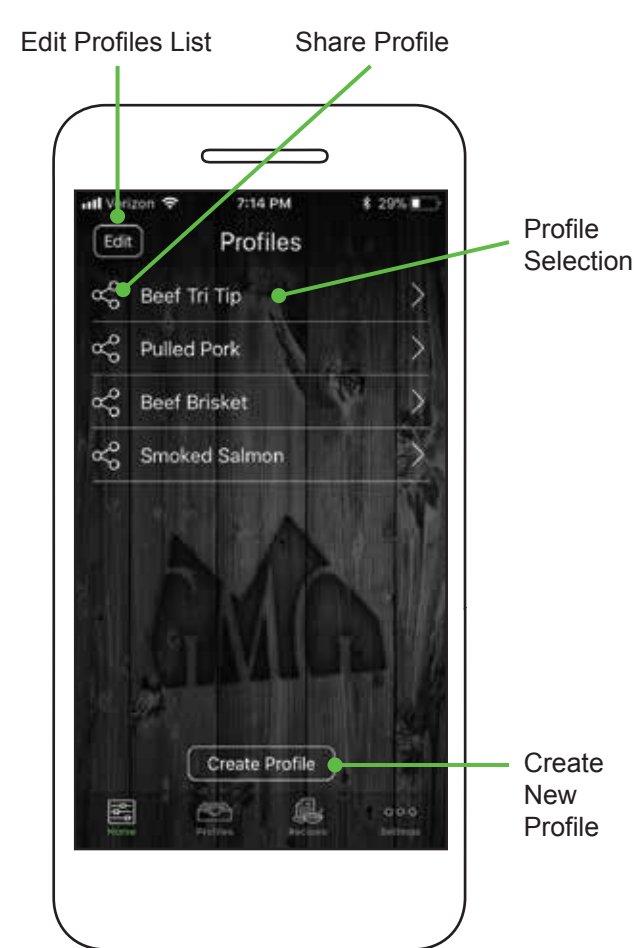 Edit Profiles List
Share Profile
Verizon 7:14 PM 29%
Edit
Profiles
Profile
Selection
Beef Tri Tip
Pulled Pork
Beef Brisket
Smoked Salmon
GMG
Create Profile
Create
New
Profile
Home Profiles Recipes Settings